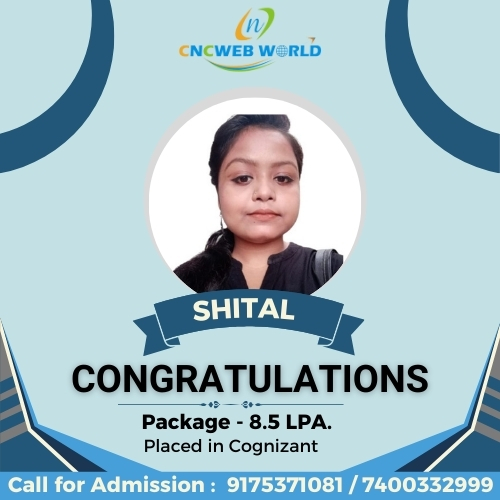 n
CNCWEB WORLD
SHITAL
CONGRATULATIONS
Package - 8.5 LPA.
Placed in Cognizant
Call for Admission : 9175371081 / 7400332999